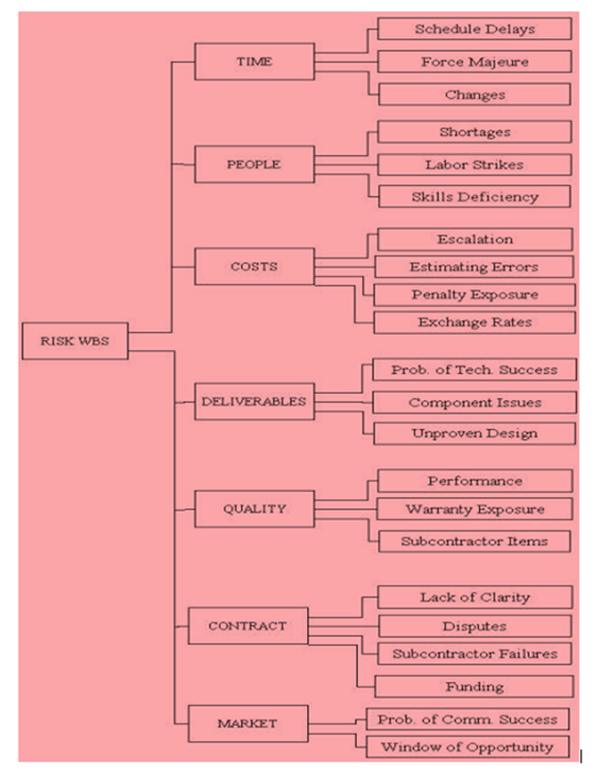 RISK WBS
TIME
Schedule Delays
Force Majeure
Changes
PEOPLE
Shortages
Labor Strikes
Skills Deficiency
COSTS
Escalation
Estimating Errors
Penalty Exposure
Exchange Rates
DELIVERABLES
Prob. of Tech. Success
Component Issues
Unproven Design
QUALITY
Performance
Warranty Exposure
Subcontractor Items
CONTRACT
Lack of Clarity
Disputes
Subcontractor Failures
Funding
MARKET
Prob. of Comm. Success
Window of Opportunity